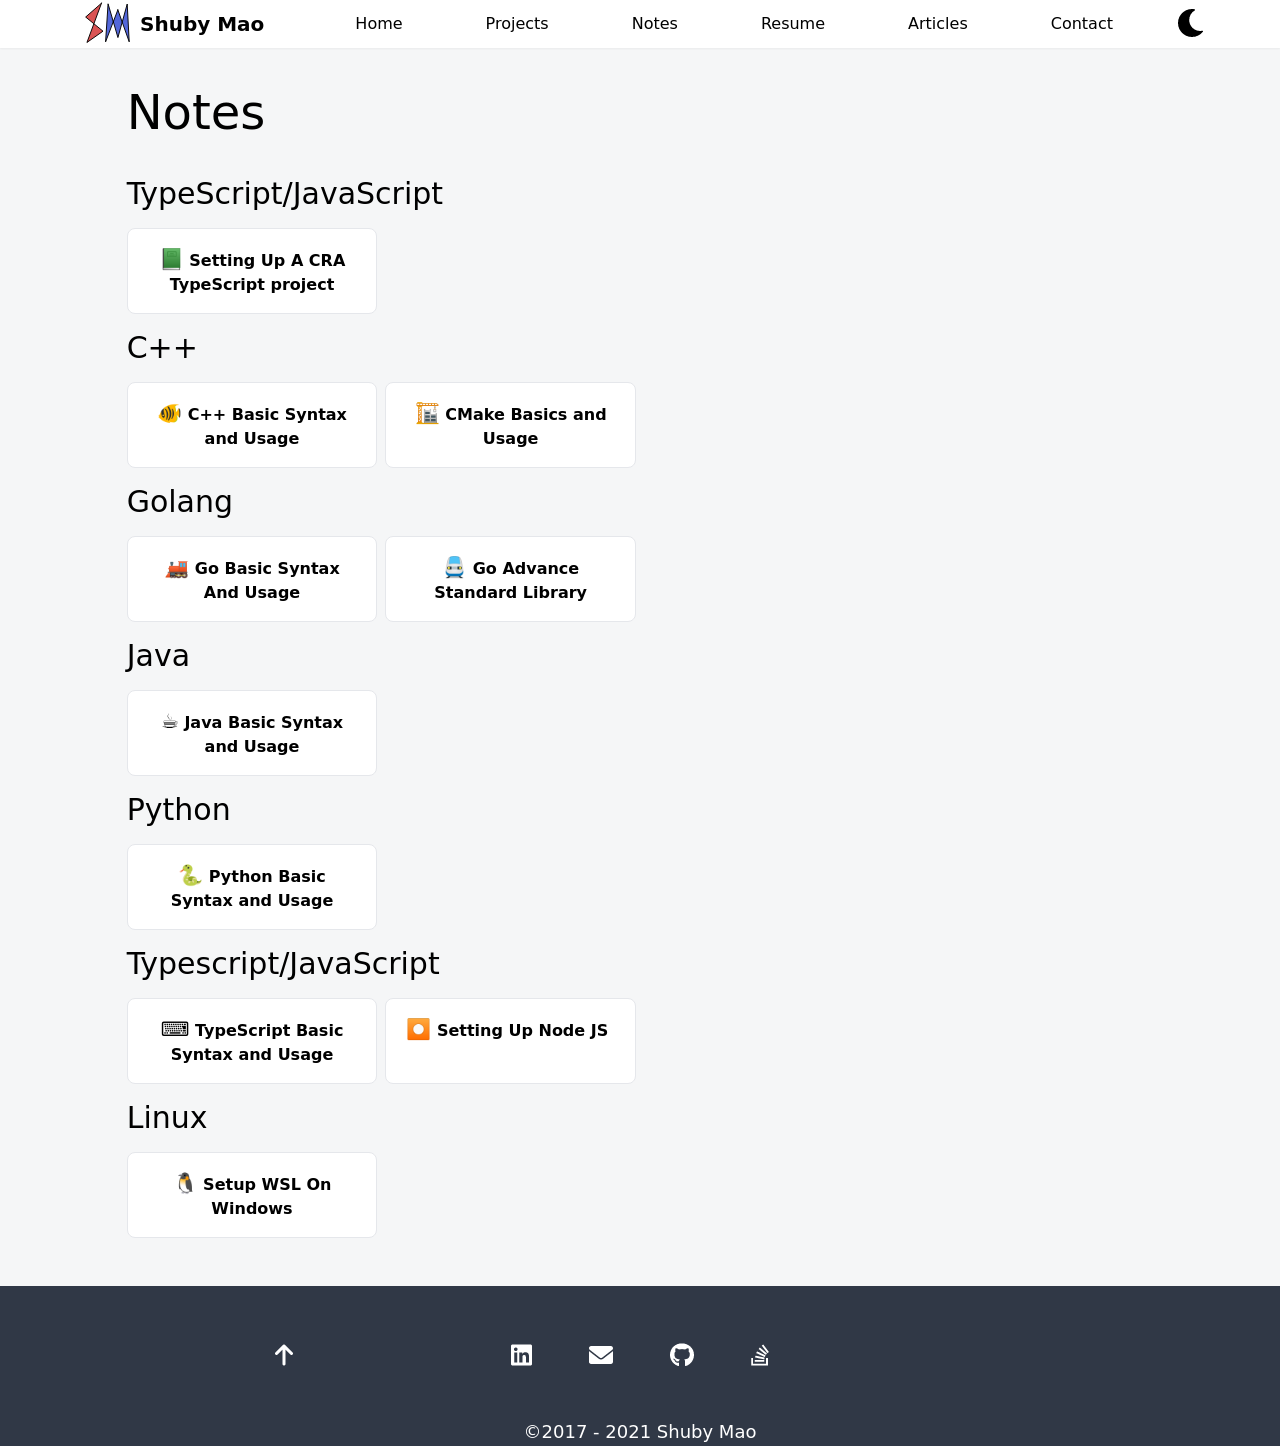 Shuby Mao Home Projects Notes Resume Articles Contact
Notes
TypeScript/JavaScript
📗 Setting Up A CRA
TypeScript project
C++
🐠 C++ Basic Syntax
and Usage
🏗 CMake Basics and
Usage
Golang
🚂 Go Basic Syntax
And Usage
🚊 Go Advance
Standard Library
Java
☕ Java Basic Syntax
and Usage
Python
🐍 Python Basic
Syntax and Usage
Typescript/JavaScript
⌨ TypeScript Basic
Syntax and Usage
⏺ Setting Up Node JS
Linux
🐧 Setup WSL On
Windows
©2017 - 2021 Shuby Mao